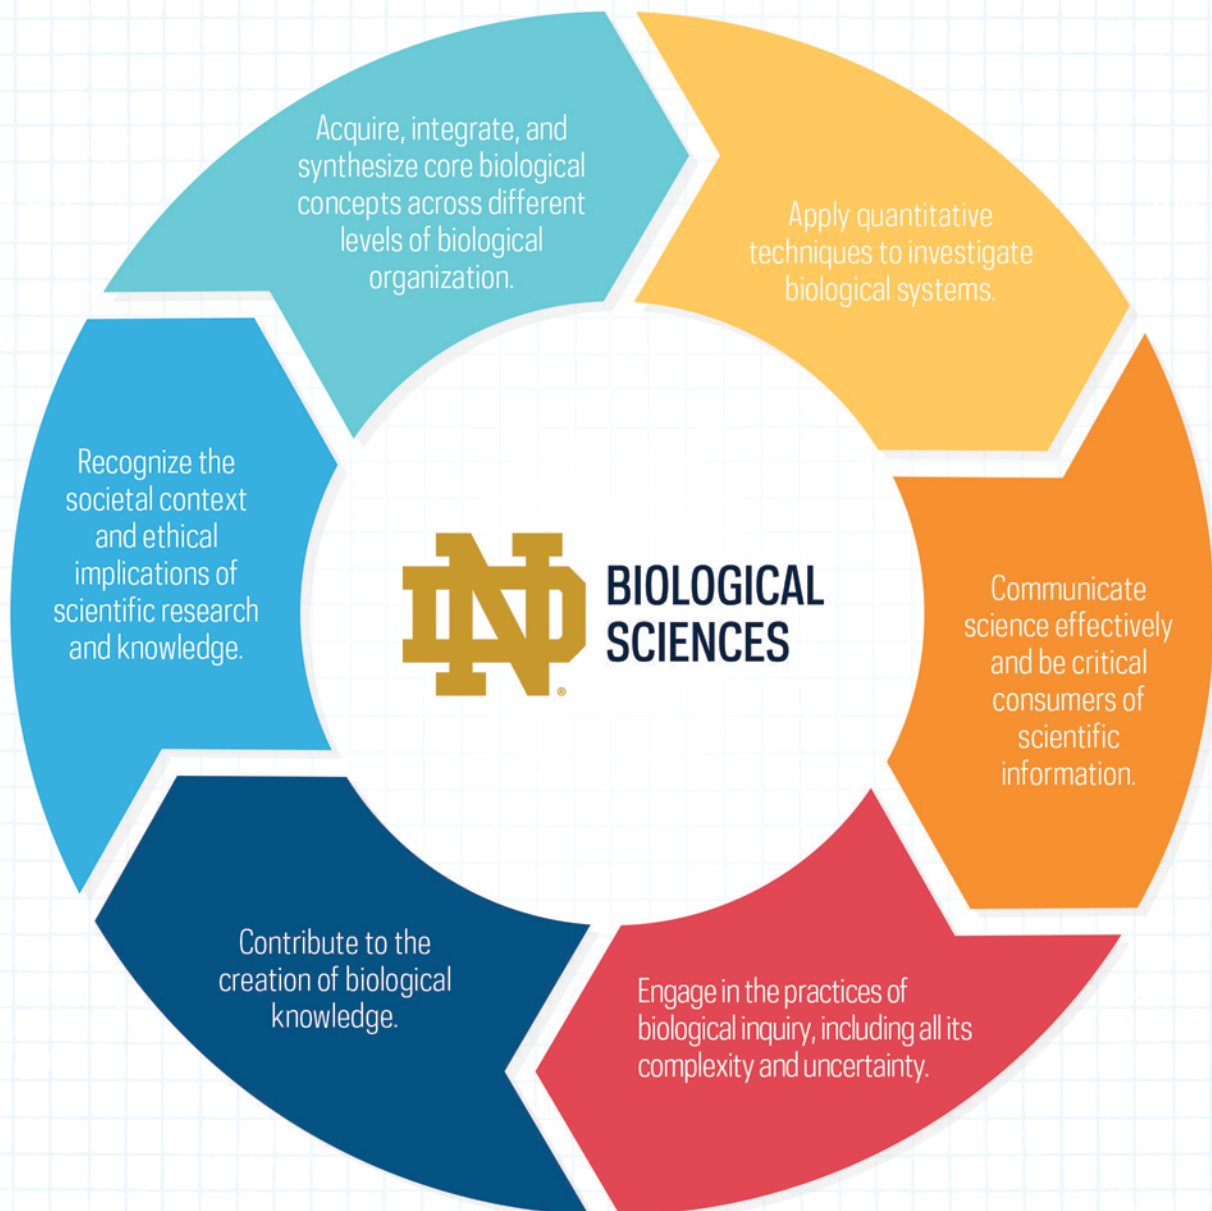 Acquire, integrate, and
synthesize core biological
concepts across different
levels of biological
organization.
Apply quantitative
techniques to investigate
biological systems.
Communicate
science effectively
and be critical
consumers of
scientific
information.
Engage in the practices of
biological inquiry, including all its
complexity and uncertainty.
Contribute to the
creation of biological
knowledge.
Recognize the
societal context
and ethical
implications of
scientific research
and knowledge.
ND®
BIOLOGICAL
SCIENCES